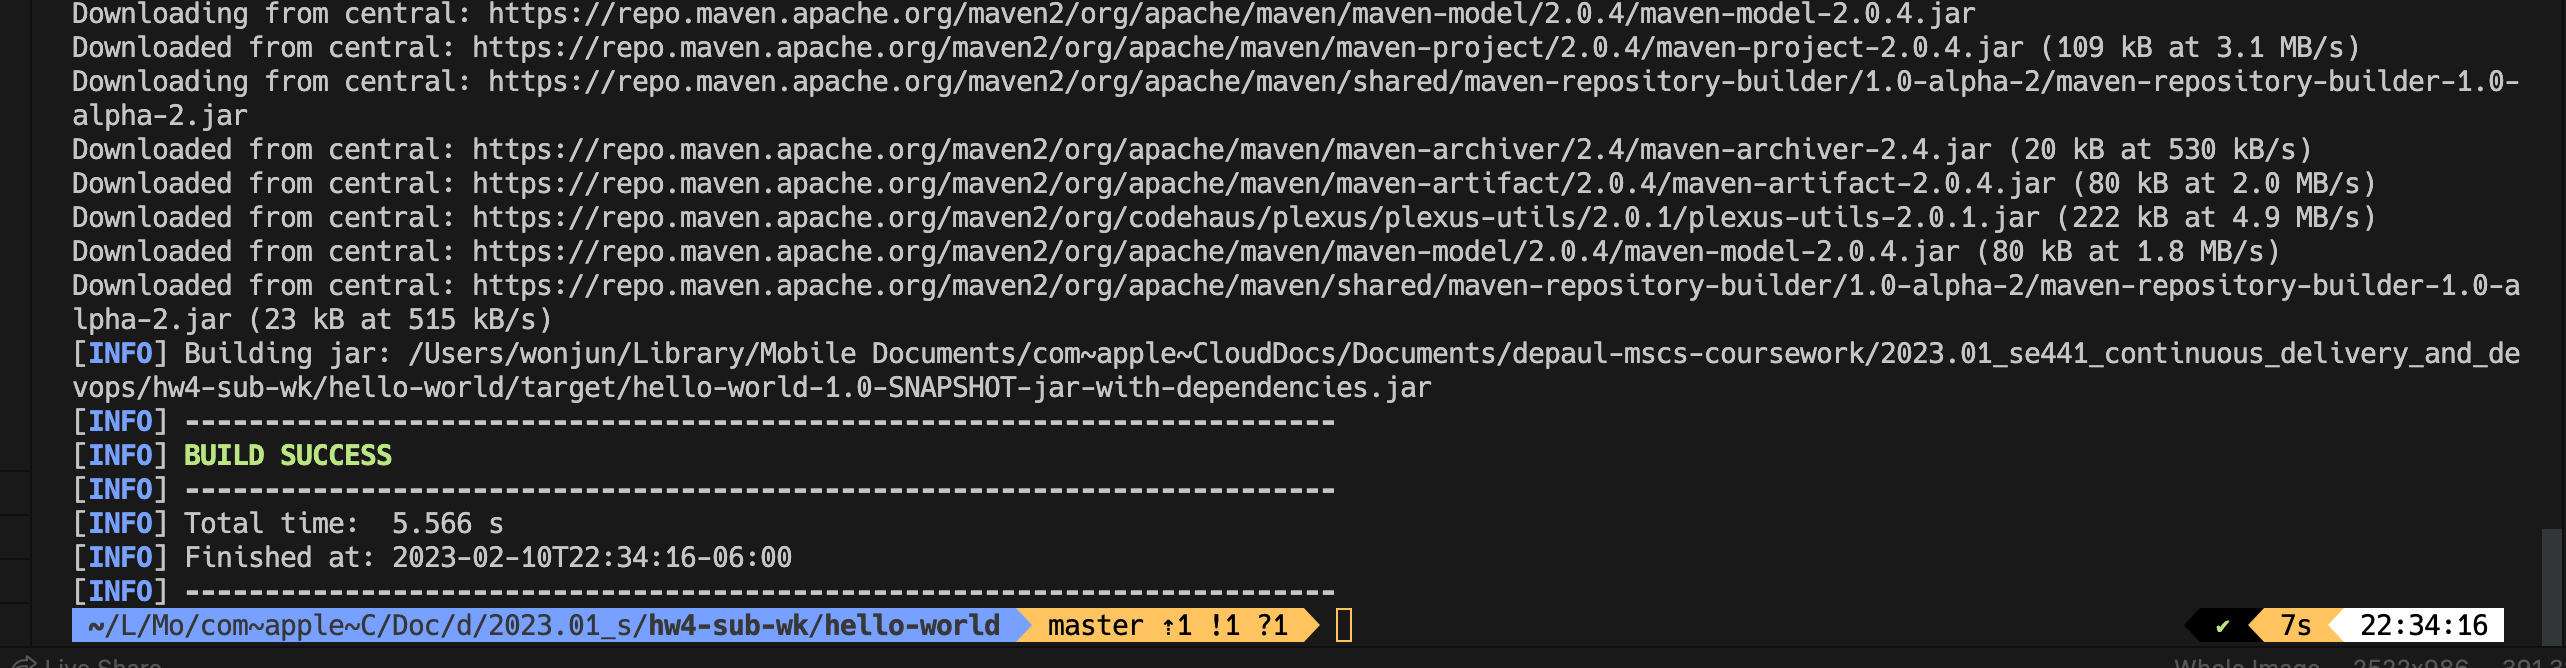 Downloading from central: https://repo.maven.apache.org/maven2/org/apache/maven/maven-model/2.0.4/maven-model-2.0.4.jar
Downloaded from central: https://repo.maven.apache.org/maven2/org/apache/maven/maven-project/2.0.4/maven-project-2.0.4.jar (109 kB at 3.1 MB/s)
Downloading from central: https://repo.maven.apache.org/maven2/org/apache/maven/shared/maven-repository-builder/1.0-alpha-2/maven-repository-builder-1.0-
alpha-2.jar
Downloaded from central: https://repo.maven.apache.org/maven2/org/apache/maven/maven-archiver/2.4/maven-archiver-2.4.jar (20 kB at 530 kB/s)
Downloaded from central: https://repo.maven.apache.org/maven2/org/apache/maven/maven-artifact/2.0.4/maven-artifact-2.0.4.jar (80 kB at 2.0 MB/s)
Downloaded from central: https://repo.maven.apache.org/maven2/org/codehaus/plexus/plexus-utils/2.0.1/plexus-utils-2.0.1.jar (222 kB at 4.9 MB/s)
Downloaded from central: https://repo.maven.apache.org/maven2/org/apache/maven/maven-model/2.0.4/maven-model-2.0.4.jar (80 kB at 1.8 MB/s)
Downloaded from central: https://repo.maven.apache.org/maven2/org/apache/maven/shared/maven-repository-builder/1.0-alpha-2/maven-repository-builder-1.0-a
lpha-2.jar (23 kB at 515 kB/s)
[INFO] Building jar: /Users/wonjun/Library/Mobile Documents/com~apple~CloudDocs/Documents/depaul-mscs-coursework/2023.01_se441_continuous_delivery_and_de
vops/hw4-sub-wk/hello-world/target/hello-world-1.0-SNAPSHOT-jar-with-dependencies.jar
[INFO] ------------------------------------------------------------------------
[INFO] BUILD SUCCESS
[INFO] ------------------------------------------------------------------------
[INFO] Total time:  5.566 s
[INFO] Finished at: 2023-02-10T22:34:16-06:00
[INFO] ------------------------------------------------------------------------
~/L/Mo/com~apple~C/Doc/d/2023.01_s/hw4-sub-wk/hello-world master ⇡1 !1 ?1 ✔ 7s 22:34:16
Live Share